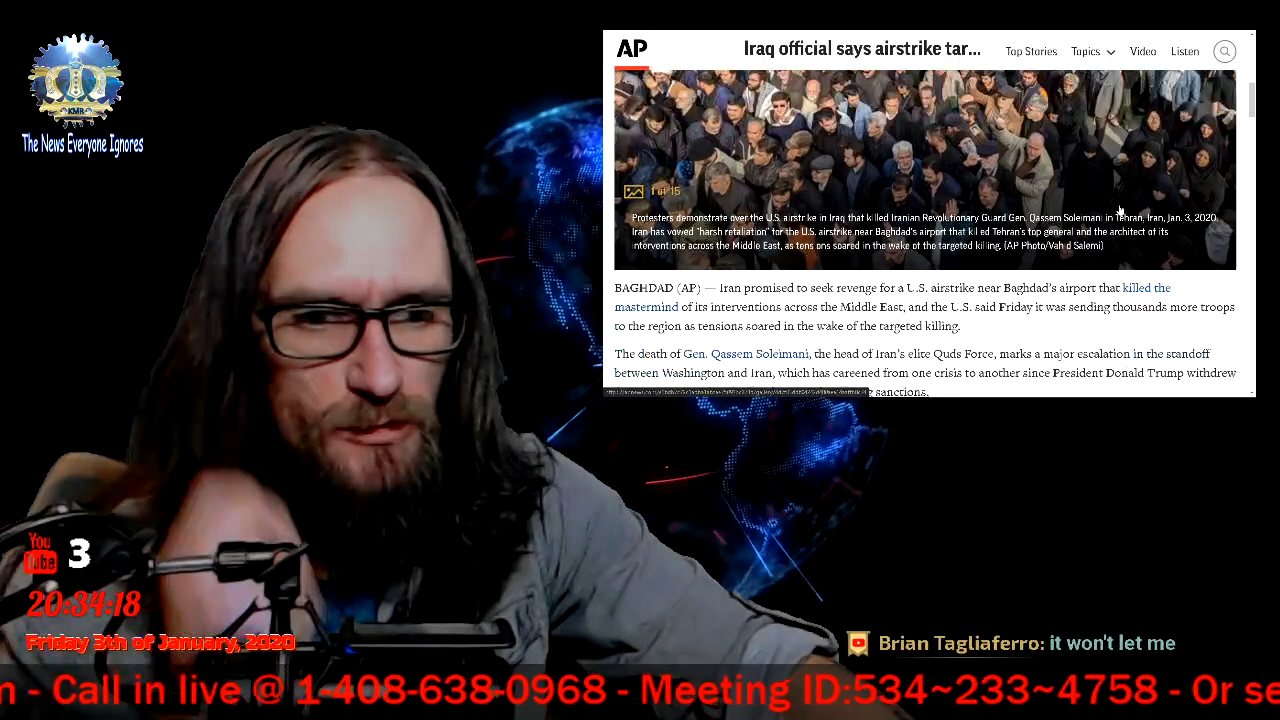 KMR
The News Everyone Ignores
AP
Iraq official says airstrike tar...
Top Stories Topics Video Listen
1 of 15
Protesters demonstrate over the U.S. airstrike in Iraq that killed Iranian Revolutionary Guard Gen. Qassem Soleimani in Tehran, Iran, Jan. 3, 2020.
Iran has vowed "harsh retaliation" for the U.S. airstrike near Baghdad's airport that killed Tehran's top general and the architect of its
interventions across the Middle East, as tensions soared in the wake of the targeted killing. (AP Photo/Vahid Salemi)
BAGHDAD (AP) — Iran promised to seek revenge for a U.S. airstrike near Baghdad's airport that killed the
mastermind of its interventions across the Middle East, and the U.S. said Friday it was sending thousands more troops
to the region as tensions soared in the wake of the targeted killing.
The death of Gen. Qassem Soleimani, the head of Iran's elite Quds Force, marks a major escalation in the standoff
between Washington and Iran, which has careened from one crisis to another since President Donald Trump withdrew
sanctions.
You
Tube 3
20:34:18
Friday 3th of January, 2020
Brian Tagliaferro: it won't let me
m - Call in live @ 1-408-638-0968 - Meeting ID:534~233~4758 - Or se